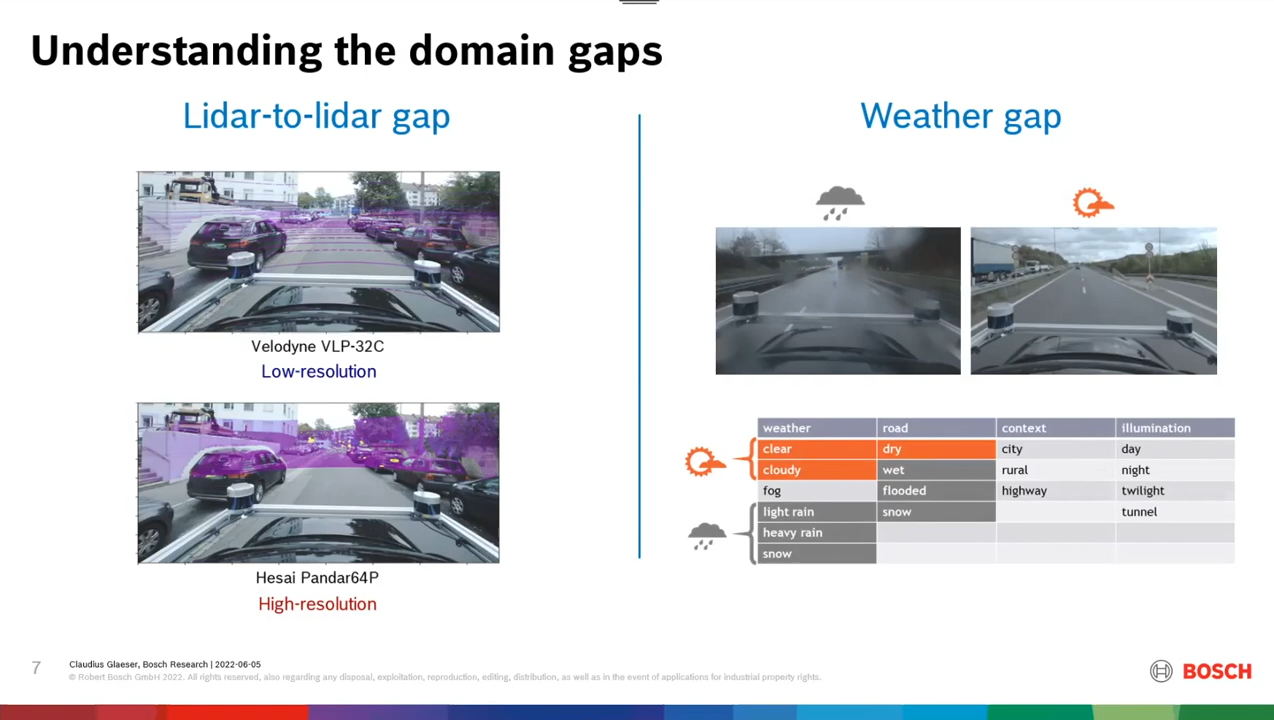 Understanding the domain gaps
Lidar-to-lidar gap
Velodyne VLP-32C
Low-resolution
Hesai Pandar64P
High-resolution
Weather gap
weather road context illumination
clear dry city day
cloudy wet rural night
fog flooded highway twilight
light rain snow tunnel
heavy rain
snow
7
Claudius Glaeser, Bosch Research | 2022-06-05
© Robert Bosch GmbH 2022. All rights reserved, also regarding any disposal, exploitation, reproduction, editing, distribution, as well as in the event of applications for industrial property rights.
BOSCH